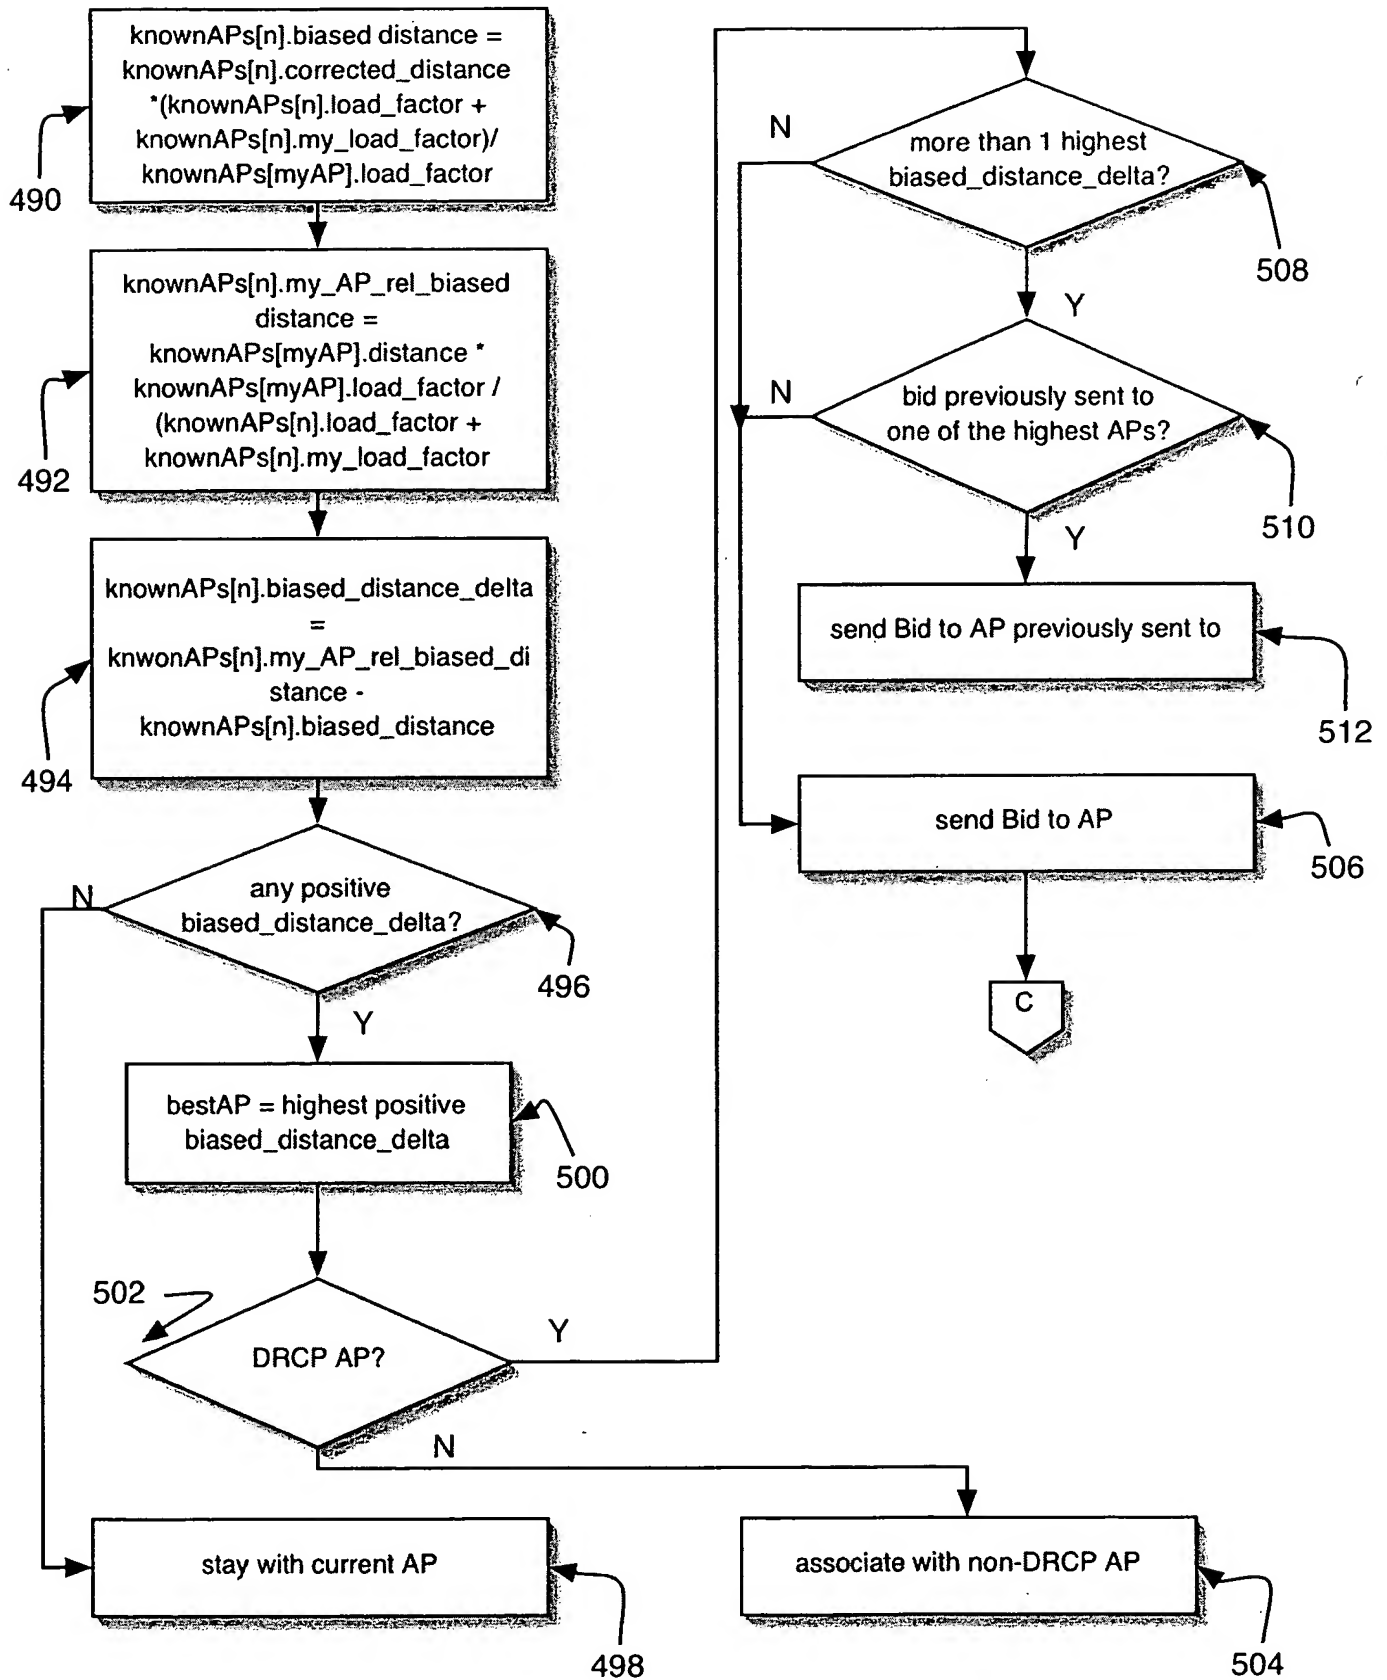 knownAPs[n].biased distance =
knownAPs[n].corrected_distance
*(knownAPs[n].load_factor +
knownAPs[n].my_load_factor)/
knownAPs[myAP].load_factor
490
knownAPs[n].my_AP_rel_biased
distance =
knownAPs[myAP].distance *
knownAPs[myAP].load_factor /
(knownAPs[n].load_factor +
knownAPs[n].my_load_factor
492
knownAPs[n].biased_distance_delta
=
knwonAPs[n].my_AP_rel_biased_di
stance -
knownAPs[n].biased_distance
494
any positive
biased_distance_delta?
N
496
Y
bestAP = highest positive
biased_distance_delta
500
502
DRCP AP?
Y
N
stay with current AP
498
associate with non-DRCP AP
504
more than 1 highest
biased_distance_delta?
N
508
Y
bid previously sent to
one of the highest APs?
N
510
Y
send Bid to AP previously sent to
512
send Bid to AP
506
C